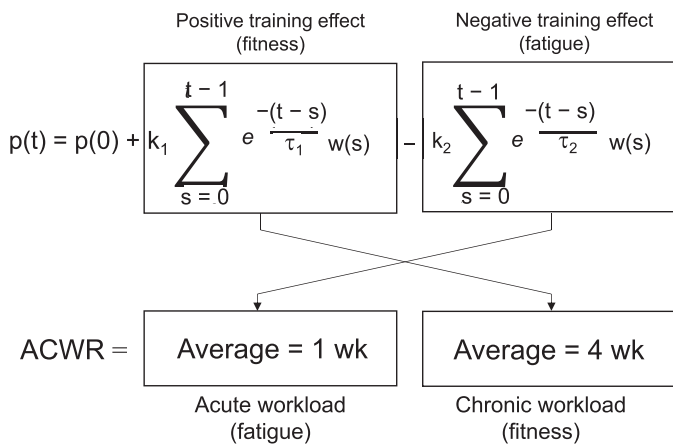 Positive training effect
(fitness)
Negative training effect
(fatigue)
p(t) = p(0) + k₁ ∑ t − 1 s = 0 e −(t − s) τ₁ w(s) − k₂ ∑ t − 1 s = 0 e −(t − s) τ₂ w(s)
ACWR =
Average = 1 wk
Average = 4 wk
Acute workload
(fatigue)
Chronic workload
(fitness)